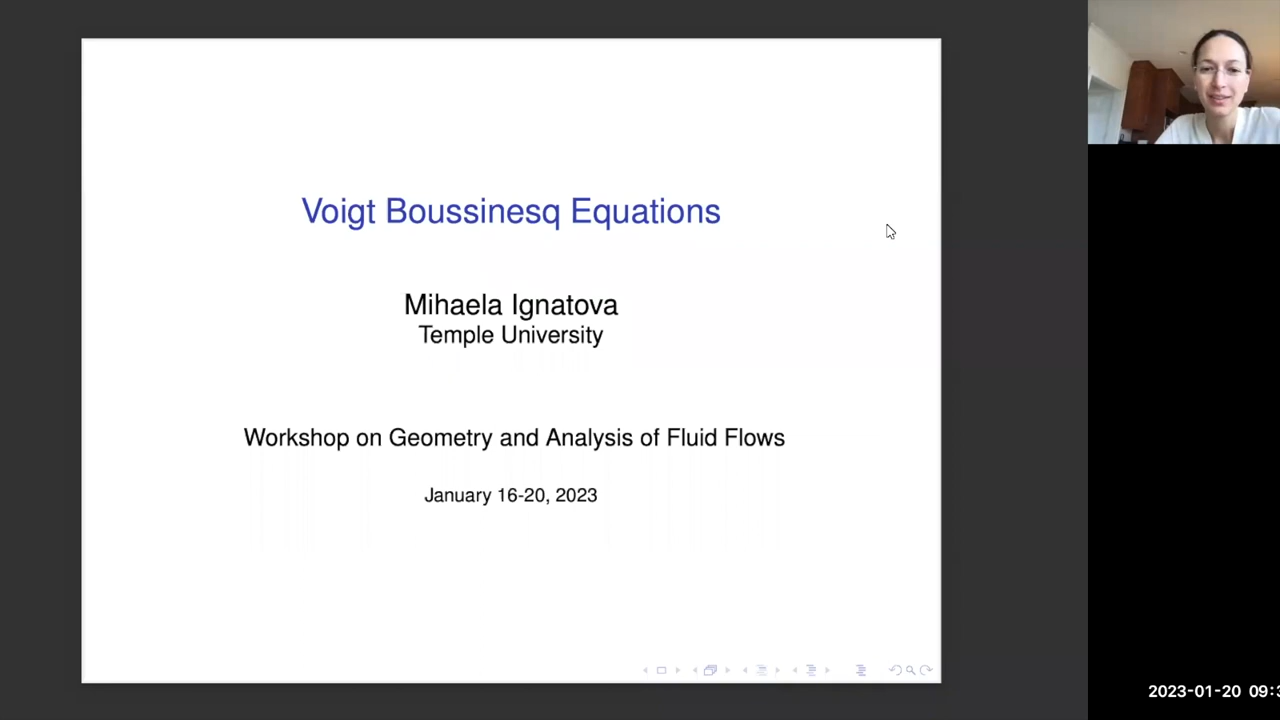 Voigt Boussinesq Equations
Mihaela Ignatova
Temple University
Workshop on Geometry and Analysis of Fluid Flows
January 16-20, 2023
2023-01-20 09:3